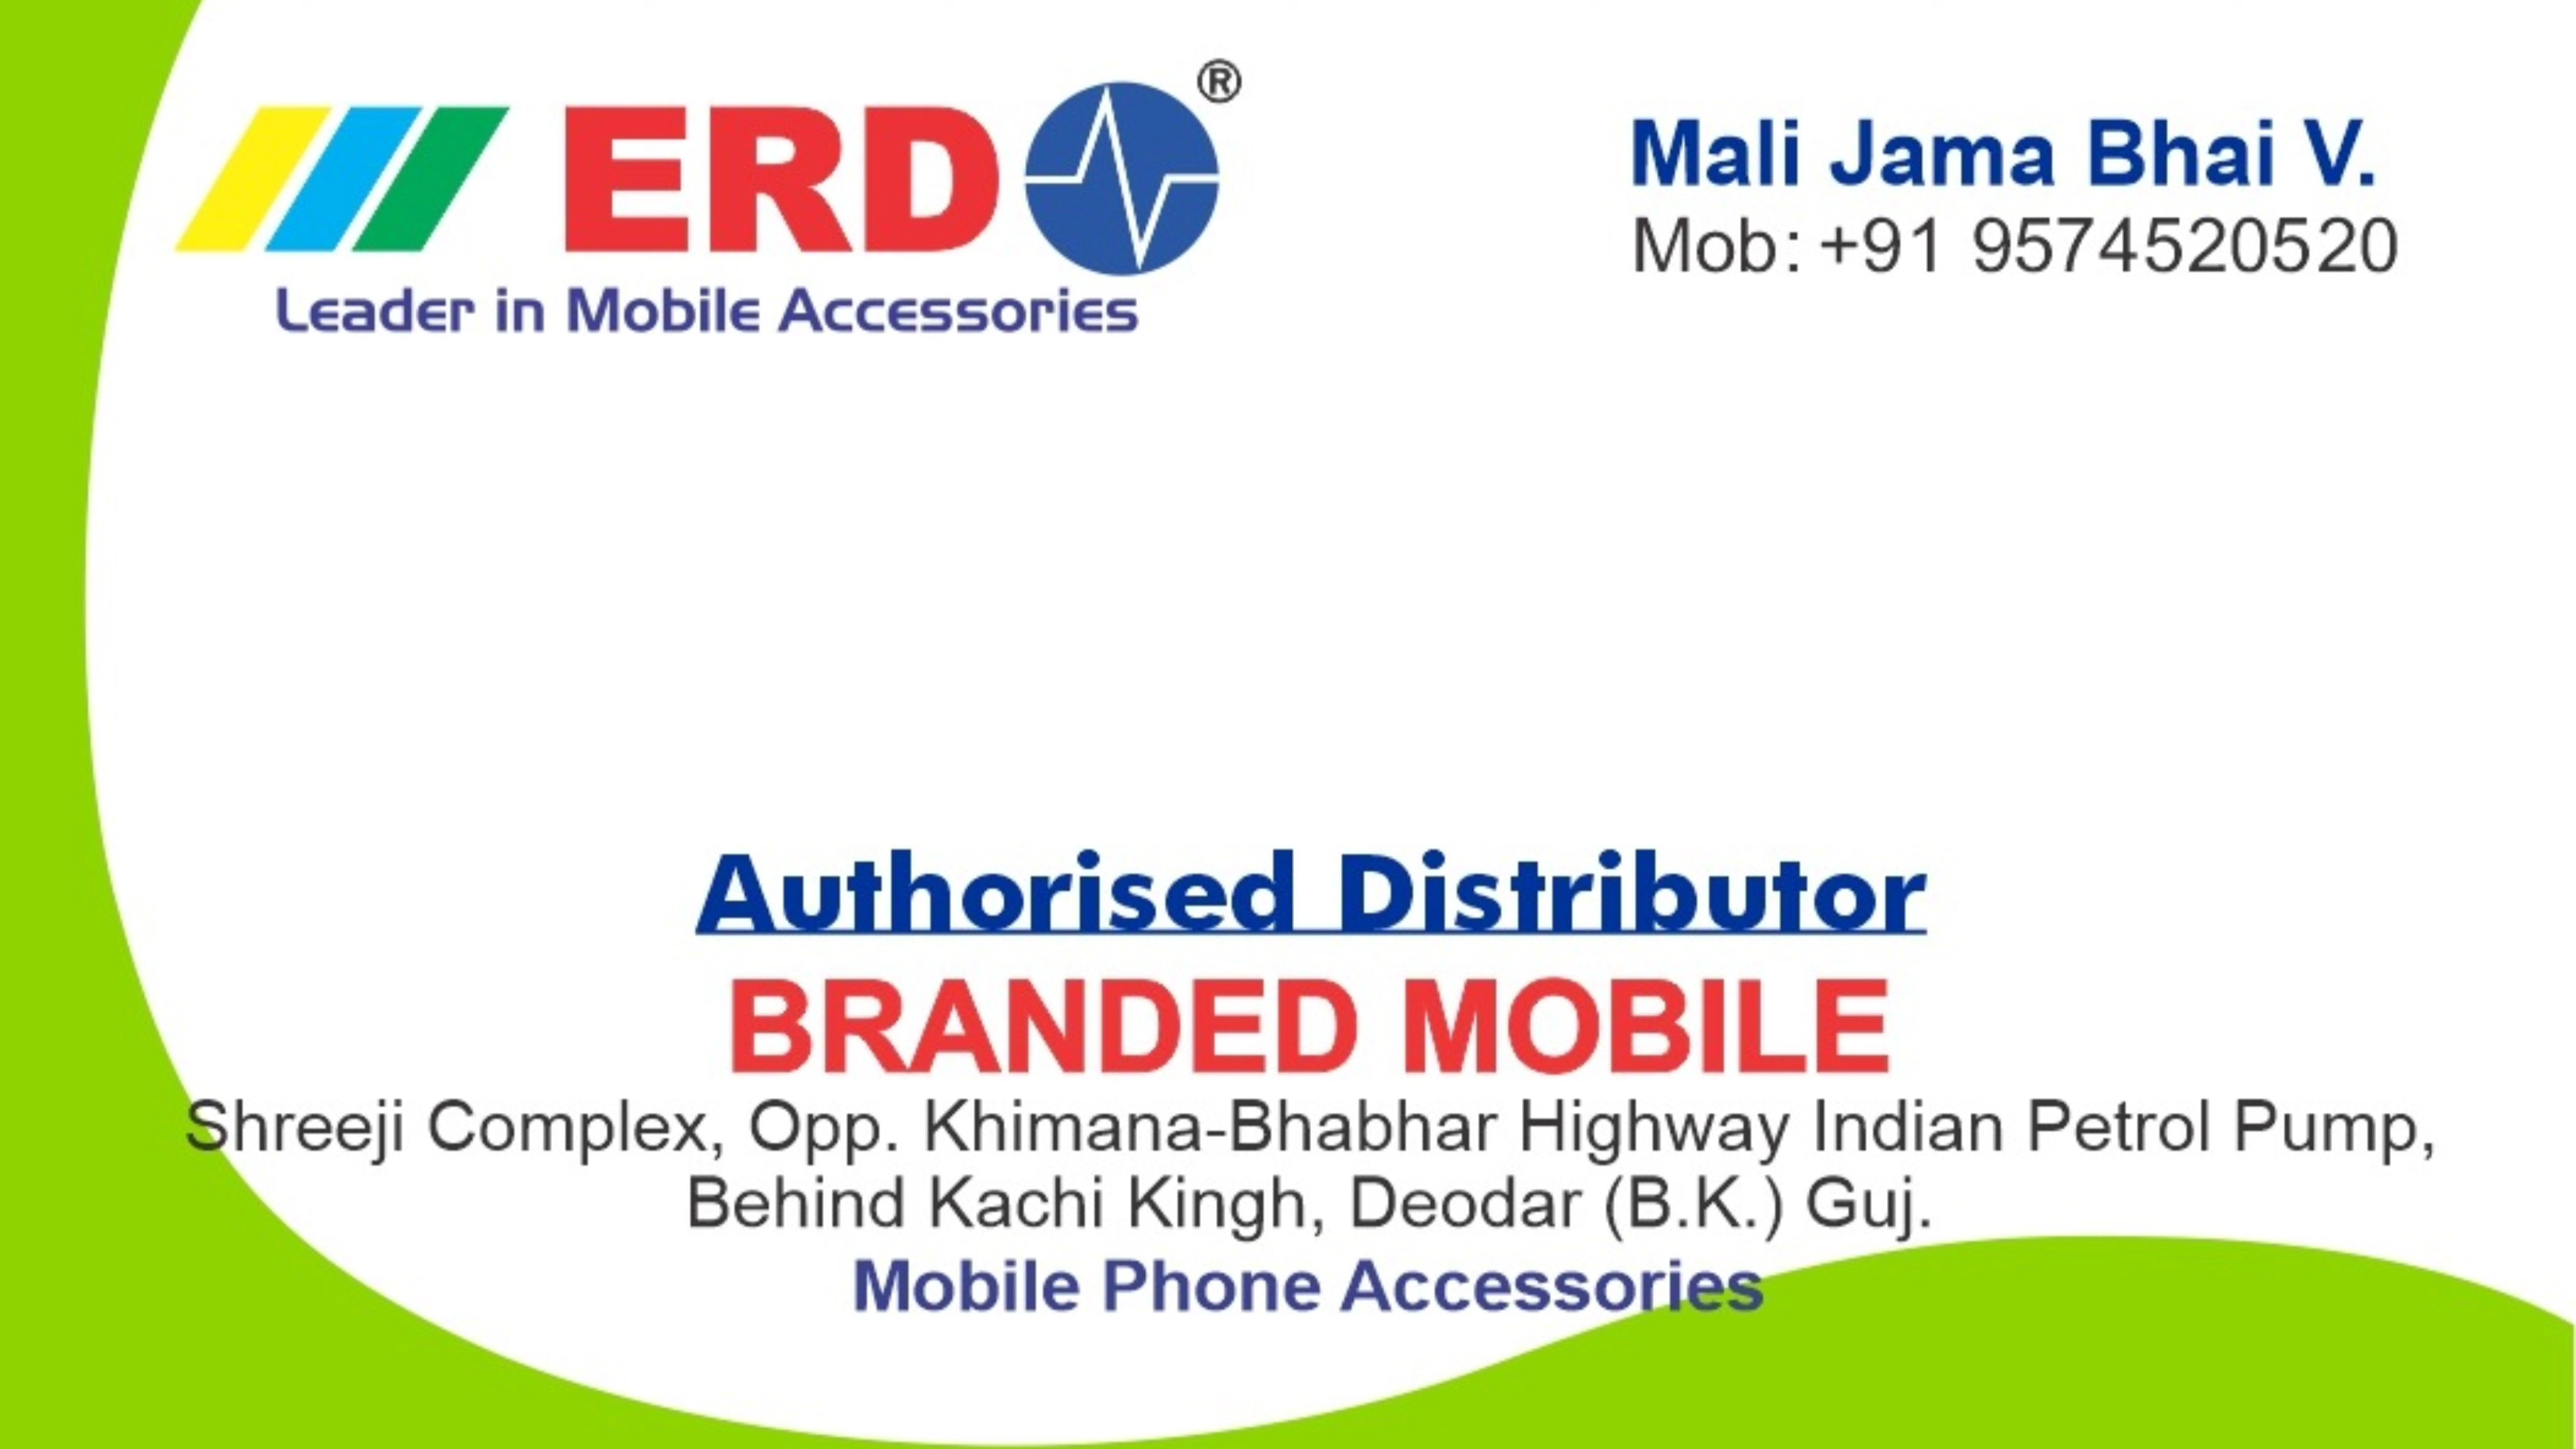 ERD ®
Leader in Mobile Accessories
Mali Jama Bhai V.
Mob: +91 9574520520
Authorised Distributor
BRANDED MOBILE
Shreeji Complex, Opp. Khimana-Bhabhar Highway Indian Petrol Pump,
Behind Kachi Kingh, Deodar (B.K.) Guj.
Mobile Phone Accessories